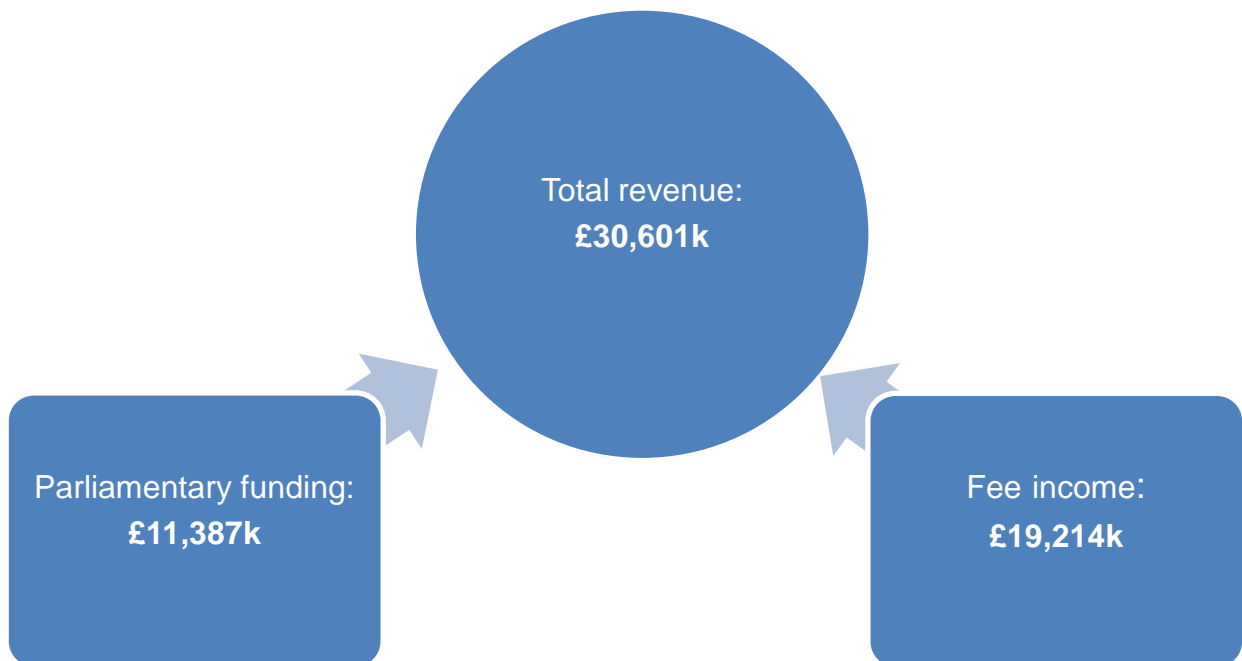 Total revenue:
£30,601k
Parliamentary funding:
£11,387k
Fee income:
£19,214k